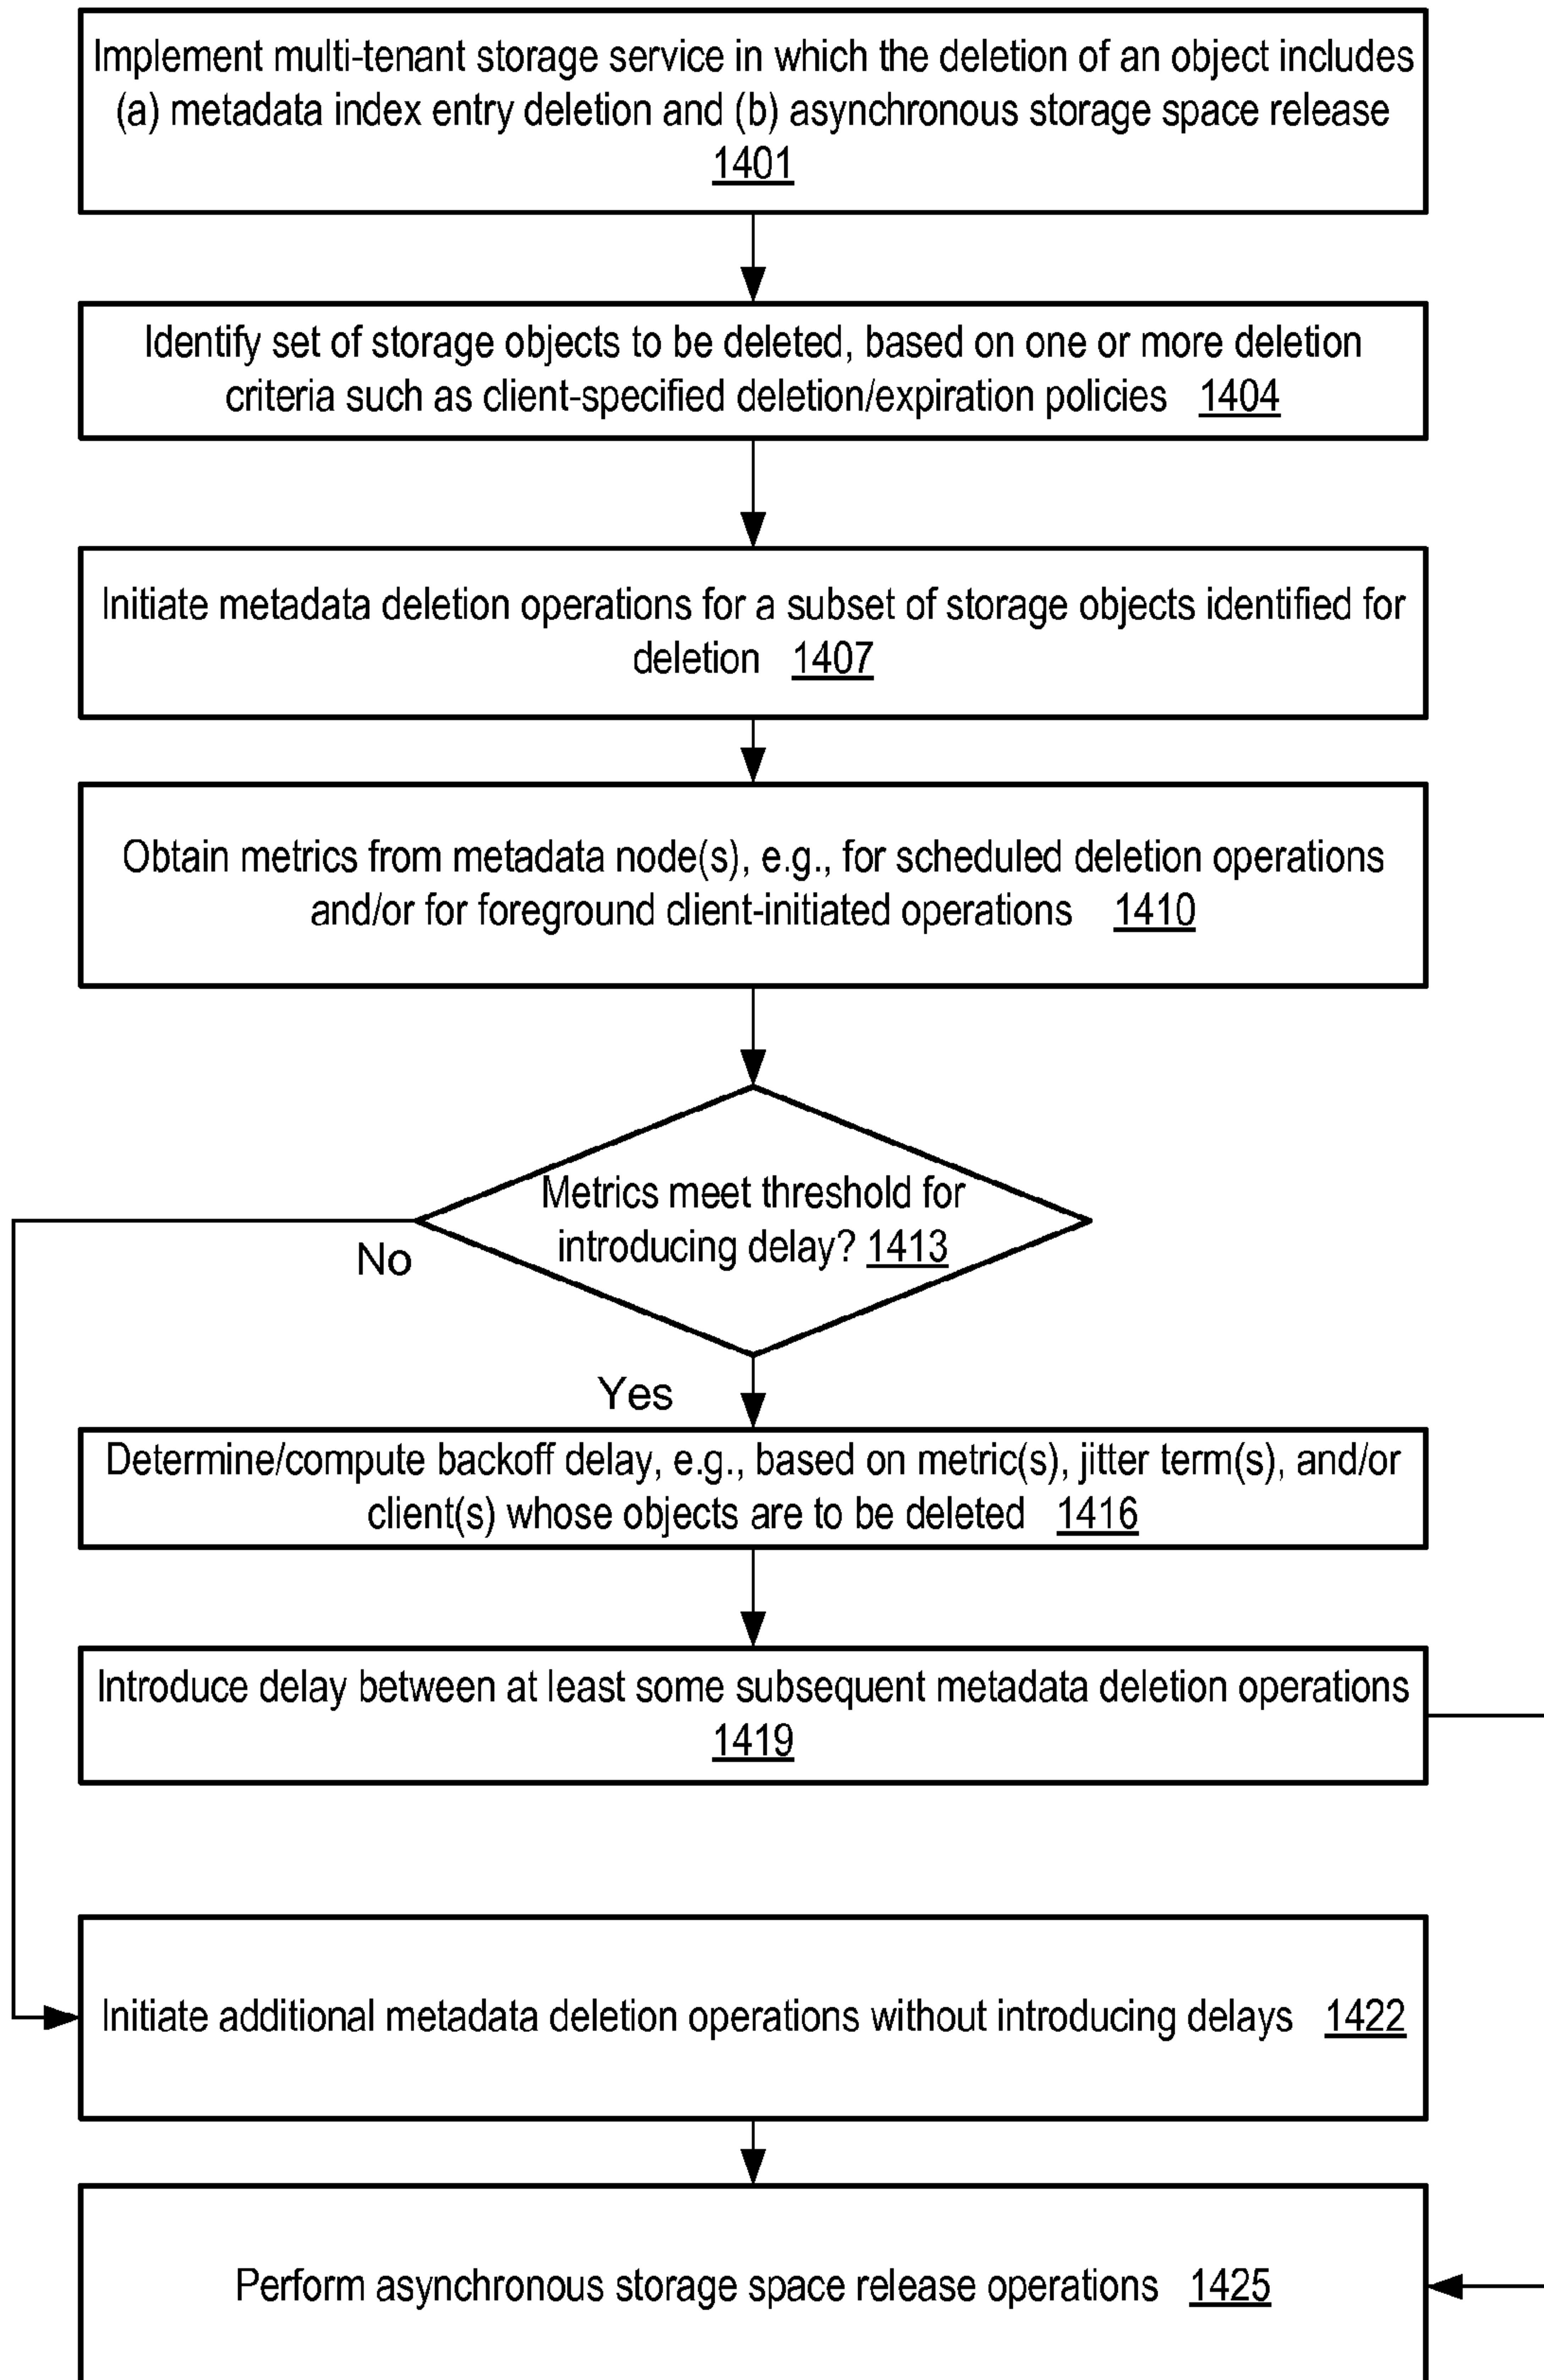 Implement multi-tenant storage service in which the deletion of an object includes
(a) metadata index entry deletion and (b) asynchronous storage space release
1401
Identify set of storage objects to be deleted, based on one or more deletion
criteria such as client-specified deletion/expiration policies 1404
Initiate metadata deletion operations for a subset of storage objects identified for
deletion 1407
Obtain metrics from metadata node(s), e.g., for scheduled deletion operations
and/or for foreground client-initiated operations 1410
Metrics meet threshold for
introducing delay? 1413
No
Yes
Determine/compute backoff delay, e.g., based on metric(s), jitter term(s), and/or
client(s) whose objects are to be deleted 1416
Introduce delay between at least some subsequent metadata deletion operations
1419
Initiate additional metadata deletion operations without introducing delays 1422
Perform asynchronous storage space release operations 1425